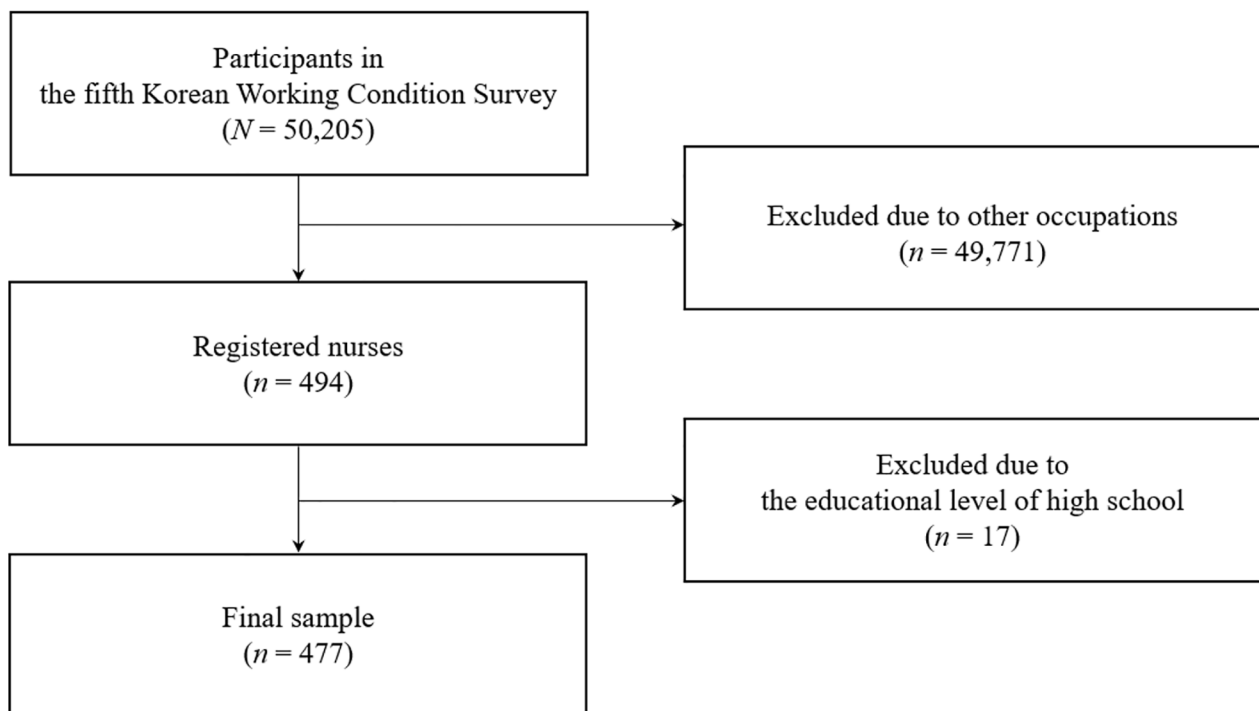 Participants in
the fifth Korean Working Condition Survey
(N = 50,205)
Excluded due to other occupations
(n = 49,771)
Registered nurses
(n = 494)
Excluded due to
the educational level of high school
(n = 17)
Final sample
(n = 477)